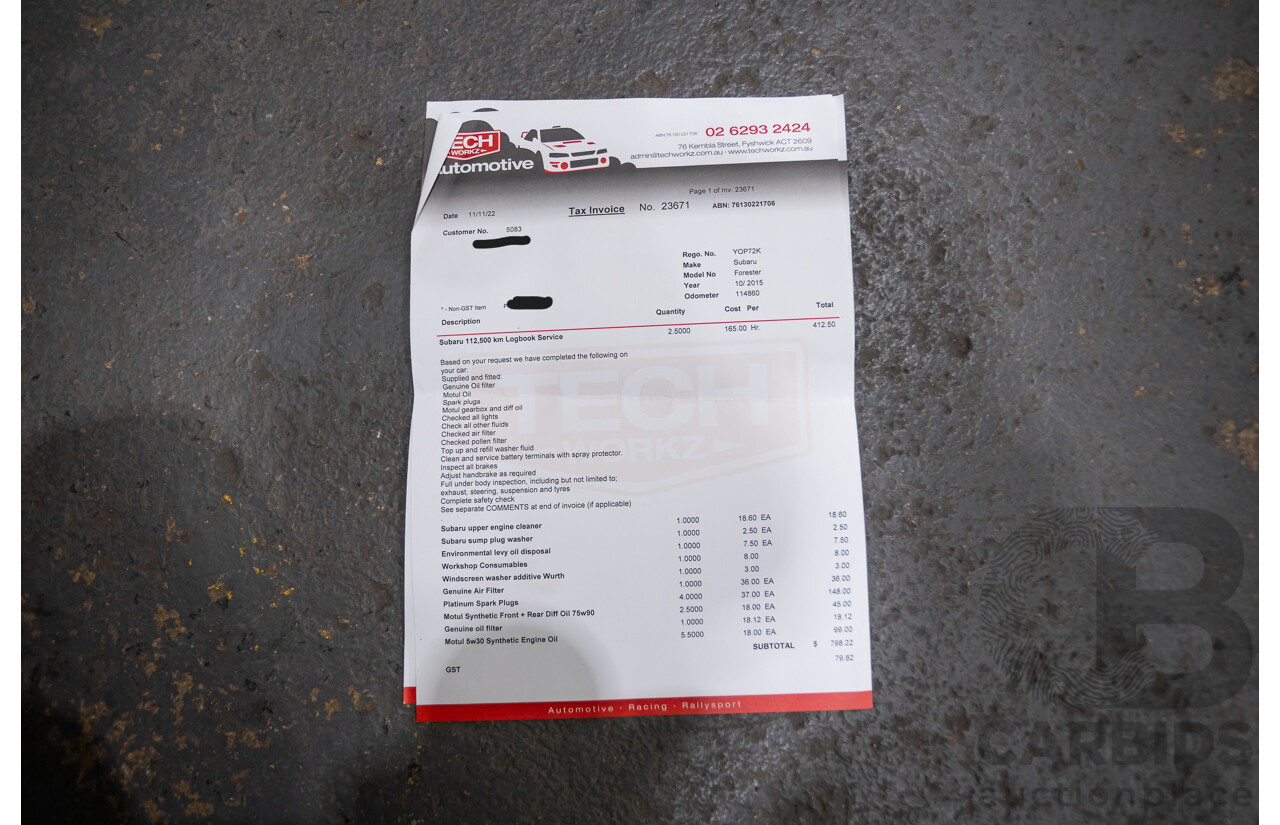 TECH
WORKZ
automotive
ABN 76 130 221 706 02 6293 2424
76 Kembla Street, Fyshwick ACT 2609
admin@techworkz.com.au - www.techworkz.com.au
Page 1 of Inv. 23671
Date 11/11/22 Tax Invoice No. 23671 ABN: 76130221706
Customer No. 5083
Rego. No. YOP72K
Make Subaru
Model No Forester
Year 10/ 2015
Odometer 114860
* - Non-GST Item
Description Quantity Cost Per Total
Subaru 112,500 km Logbook Service 2.5000 165.00 Hr. 412.50
Based on your request we have completed the following on
your car:
Supplied and fitted:
Genuine Oil filter
Motul Oil
Spark plugs
Motul gearbox and diff oil
Checked all lights
Check all other fluids
Checked air filter
Checked pollen filter
Top up and refill washer fluid
Clean and service battery terminals with spray protector.
Inspect all brakes
Adjust handbrake as required
Full under body inspection, including but not limited to;
exhaust, steering, suspension and tyres
Complete safety check
See separate COMMENTS at end of invoice (if applicable)
Subaru upper engine cleaner 1.0000 18.60 EA 18.60
Subaru sump plug washer 1.0000 2.50 EA 2.50
Environmental levy oil disposal 1.0000 7.50 EA 7.50
Workshop Consumables 1.0000 8.00 8.00
Windscreen washer additive Wurth 1.0000 3.00 3.00
Genuine Air Filter 1.0000 36.00 EA 36.00
Platinum Spark Plugs 4.0000 37.00 EA 148.00
Motul Synthetic Front + Rear Diff Oil 75w90 2.5000 18.00 EA 45.00
Genuine oil filter 1.0000 18.12 EA 18.12
Motul 5w30 Synthetic Engine Oil 5.5000 18.00 EA 99.00
SUBTOTAL $ 798.22
GST 79.82
Automotive - Racing - Rallysport
TECH
WORKZ
CARBIDS
auctionplace